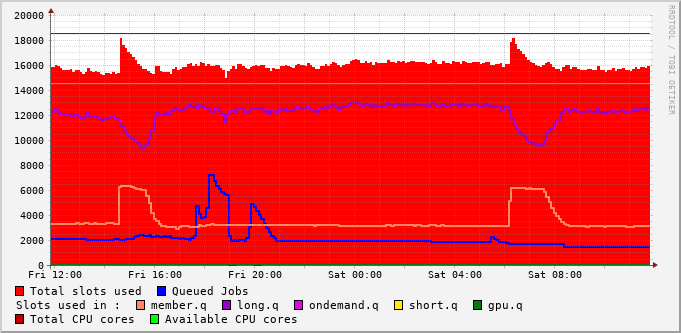 20000
18000
16000
14000
12000
10000
8000
6000
4000
2000
0
Fri 12:00 Fri 16:00 Fri 20:00 Sat 00:00 Sat 04:00 Sat 08:00
RRDTOOL / TOBI OETIKER
Total slots used Queued Jobs
Slots used in : member.q long.q ondemand.q short.q gpu.q
Total CPU cores Available CPU cores